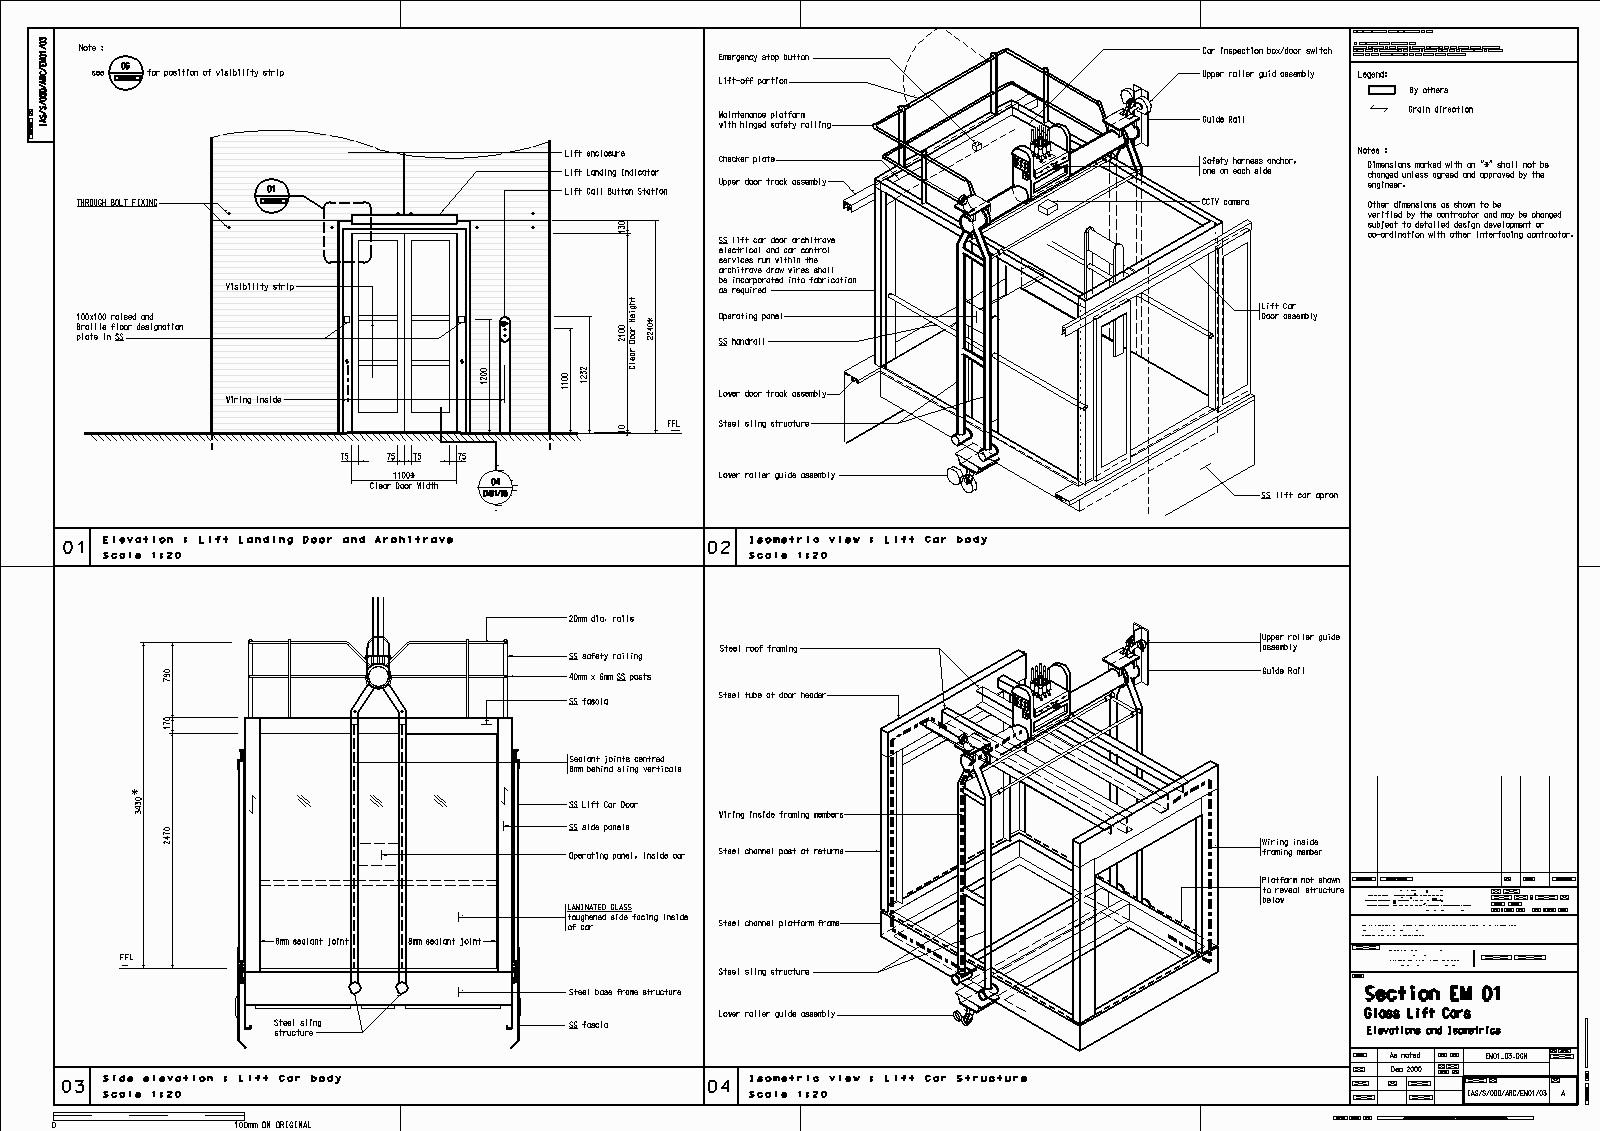 IAS/S/ODD/ARC/EM01/03
Note :
see 06 for position of visibility strip
01
THROUGH BOLT FIXING
Lift enclosure
Lift Landing Indicator
Lift Call Button Station
Visibility strip
100x100 raised and
Braille floor designation
plate in SS
Wiring inside
130
2100
Clear Door Height
2240*
1200
1100
1232
10
FFL
75
75
75
75
1100*
Clear Door Width
04
01
Elevation : Lift Landing Door and Architrave
Scale 1:20
Emergency stop button
Lift-off portion
Maintenance platform
with hinged safety railing
Checker plate
Upper door track assembly
SS lift car door architrave
electrical and car control
services run within the
architrave draw wires shall
be incorporated into fabrication
as required
Operating panel
SS handrail
Lower door track assembly
Steel sling structure
Lower roller guide assembly
Car inspection box/door switch
Upper roller guid assembly
Guide Rail
Safety harness anchor,
one on each side
CCTV camera
Lift Car
Door assembly
SS lift car apron
02
Isometric view : Lift Car body
Scale 1:20
20mm dia. rails
SS safety railing
40mm x 6mm SS posts
SS fascia
Sealant joints centred
8mm behind sling verticals
SS Lift Car Door
SS side panels
Operating panel, inside car
LAMINATED GLASS
toughened side facing inside
of car
Steel base frame structure
SS fascia
790
170
3430*
2470
FFL
8mm sealant joint
8mm sealant joint
Steel sling
structure
03
Side elevation : Lift Car body
Scale 1:20
Steel roof framing
Steel tube at door header
Wiring inside framing members
Steel channel post at returns
Steel channel platform frame
Steel sling structure
Lower roller guide assembly
Upper roller guide
assembly
Guide Rail
Wiring inside
framing member
Platform not shown
to reveal structure
below
04
Isometric view : Lift Car Structure
Scale 1:20
Legend:
By others
Grain direction
Notes :
Dimensions marked with an "*" shall not be
changed unless agreed and approved by the
engineer.
Other dimensions as shown to be
verified by the contractor and may be changed
subject to detailed design development or
co-ordination with other interfacing contractor.
Section EM 01
Glass Lift Cars
Elevations and Isometrics
As noted
EM01_03.DGN
Dec 2000
IAS/S/ODD/ARC/EM01/03
A
0
100mm ON ORIGINAL